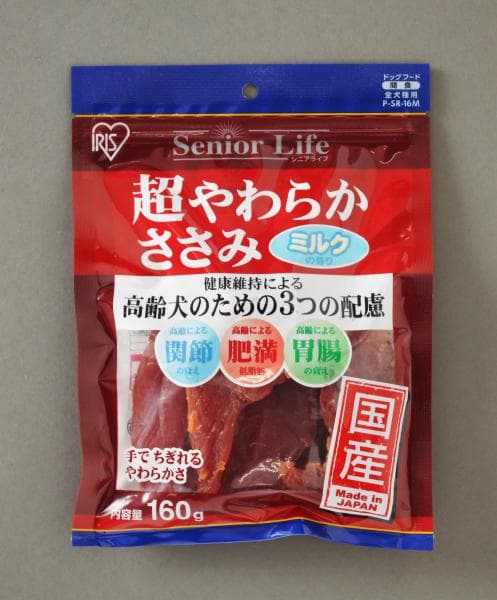 ドッグフード
間食
全犬種用
P-SR-16M
IRIS
Senior Life
シニアライフ
超やわらか
ささみ
ミルク
の香り
健康維持による
高齢犬のための3つの配慮
高齢による
関節
の衰え
高齢による
肥満
低脂肪
高齢による
胃腸
の衰え
手でちぎれる
やわらかさ
国産
Made in
JAPAN
内容量 160g